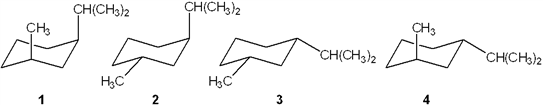 CH₃ CH(CH₃)₂ CH(CH₃)₂
CH(CH₃)₂ CH(CH₃)₂
H₃C H₃C
1 2 3 4